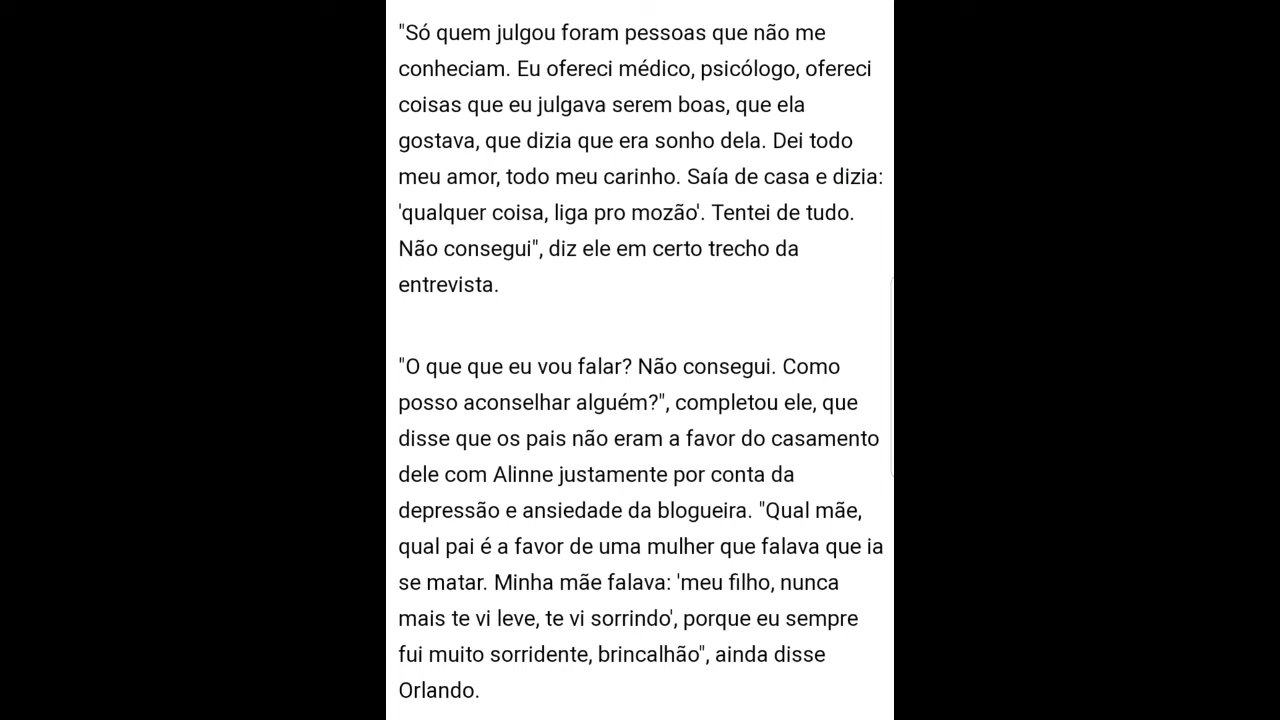 "Só quem julgou foram pessoas que não me
conheciam. Eu ofereci médico, psicólogo, ofereci
coisas que eu julgava serem boas, que ela
gostava, que dizia que era sonho dela. Dei todo
meu amor, todo meu carinho. Saía de casa e dizia:
'qualquer coisa, liga pro mozão'. Tentei de tudo.
Não consegui", diz ele em certo trecho da
entrevista.
"O que que eu vou falar? Não consegui. Como
posso aconselhar alguém?", completou ele, que
disse que os pais não eram a favor do casamento
dele com Alinne justamente por conta da
depressão e ansiedade da blogueira. "Qual mãe,
qual pai é a favor de uma mulher que falava que ia
se matar. Minha mãe falava: 'meu filho, nunca
mais te vi leve, te vi sorrindo', porque eu sempre
fui muito sorridente, brincalhão", ainda disse
Orlando.